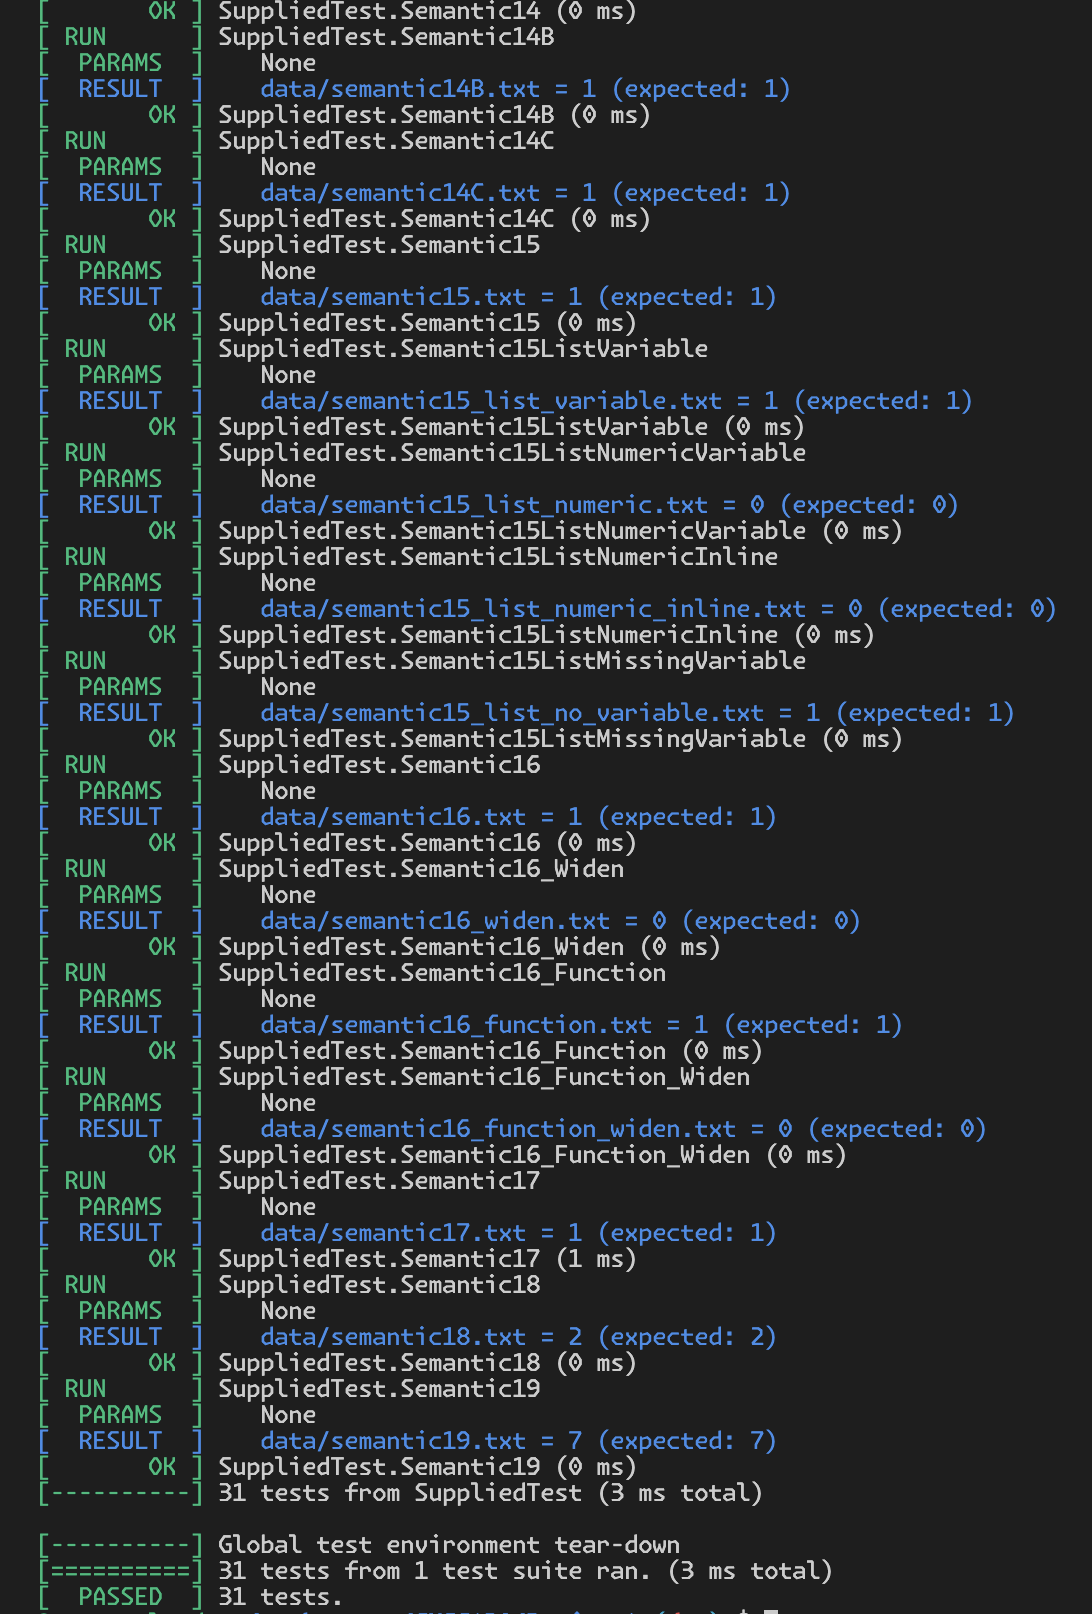 [       OK ] SuppliedTest.Semantic14 (0 ms)
[ RUN      ] SuppliedTest.Semantic14B
[  PARAMS  ]    None
[  RESULT  ]    data/semantic14B.txt = 1 (expected: 1)
[       OK ] SuppliedTest.Semantic14B (0 ms)
[ RUN      ] SuppliedTest.Semantic14C
[  PARAMS  ]    None
[  RESULT  ]    data/semantic14C.txt = 1 (expected: 1)
[       OK ] SuppliedTest.Semantic14C (0 ms)
[ RUN      ] SuppliedTest.Semantic15
[  PARAMS  ]    None
[  RESULT  ]    data/semantic15.txt = 1 (expected: 1)
[       OK ] SuppliedTest.Semantic15 (0 ms)
[ RUN      ] SuppliedTest.Semantic15ListVariable
[  PARAMS  ]    None
[  RESULT  ]    data/semantic15_list_variable.txt = 1 (expected: 1)
[       OK ] SuppliedTest.Semantic15ListVariable (0 ms)
[ RUN      ] SuppliedTest.Semantic15ListNumericVariable
[  PARAMS  ]    None
[  RESULT  ]    data/semantic15_list_numeric.txt = 0 (expected: 0)
[       OK ] SuppliedTest.Semantic15ListNumericVariable (0 ms)
[ RUN      ] SuppliedTest.Semantic15ListNumericInline
[  PARAMS  ]    None
[  RESULT  ]    data/semantic15_list_numeric_inline.txt = 0 (expected: 0)
[       OK ] SuppliedTest.Semantic15ListNumericInline (0 ms)
[ RUN      ] SuppliedTest.Semantic15ListMissingVariable
[  PARAMS  ]    None
[  RESULT  ]    data/semantic15_list_no_variable.txt = 1 (expected: 1)
[       OK ] SuppliedTest.Semantic15ListMissingVariable (0 ms)
[ RUN      ] SuppliedTest.Semantic16
[  PARAMS  ]    None
[  RESULT  ]    data/semantic16.txt = 1 (expected: 1)
[       OK ] SuppliedTest.Semantic16 (0 ms)
[ RUN      ] SuppliedTest.Semantic16_Widen
[  PARAMS  ]    None
[  RESULT  ]    data/semantic16_widen.txt = 0 (expected: 0)
[       OK ] SuppliedTest.Semantic16_Widen (0 ms)
[ RUN      ] SuppliedTest.Semantic16_Function
[  PARAMS  ]    None
[  RESULT  ]    data/semantic16_function.txt = 1 (expected: 1)
[       OK ] SuppliedTest.Semantic16_Function (0 ms)
[ RUN      ] SuppliedTest.Semantic16_Function_Widen
[  PARAMS  ]    None
[  RESULT  ]    data/semantic16_function_widen.txt = 0 (expected: 0)
[       OK ] SuppliedTest.Semantic16_Function_Widen (0 ms)
[ RUN      ] SuppliedTest.Semantic17
[  PARAMS  ]    None
[  RESULT  ]    data/semantic17.txt = 1 (expected: 1)
[       OK ] SuppliedTest.Semantic17 (1 ms)
[ RUN      ] SuppliedTest.Semantic18
[  PARAMS  ]    None
[  RESULT  ]    data/semantic18.txt = 2 (expected: 2)
[       OK ] SuppliedTest.Semantic18 (0 ms)
[ RUN      ] SuppliedTest.Semantic19
[  PARAMS  ]    None
[  RESULT  ]    data/semantic19.txt = 7 (expected: 7)
[       OK ] SuppliedTest.Semantic19 (0 ms)
[----------] 31 tests from SuppliedTest (3 ms total)
[----------] Global test environment tear-down
[==========] 31 tests from 1 test suite ran. (3 ms total)
[  PASSED  ] 31 tests.